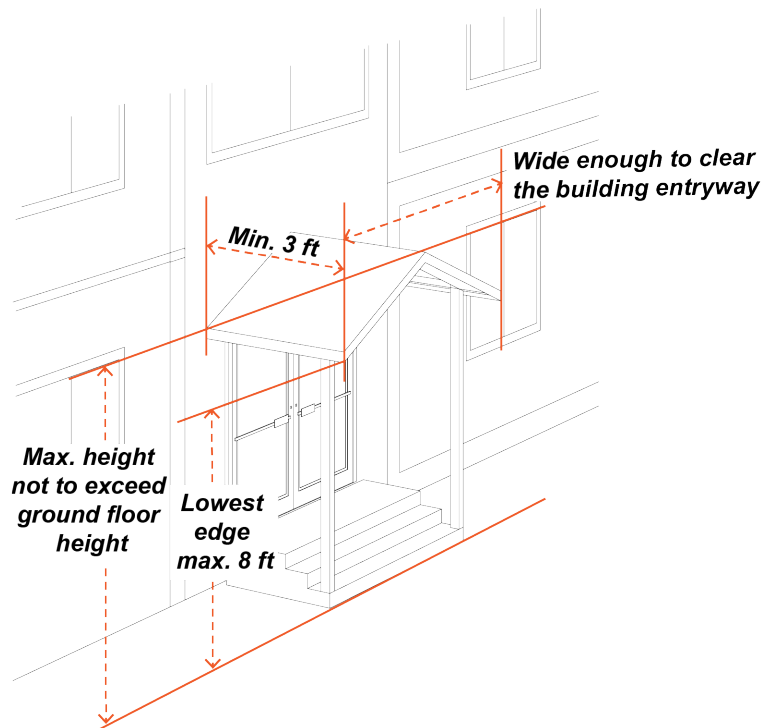 Wide enough to clear
the building entryway
Min. 3 ft
Max. height
not to exceed
ground floor
height
Lowest
edge
max. 8 ft